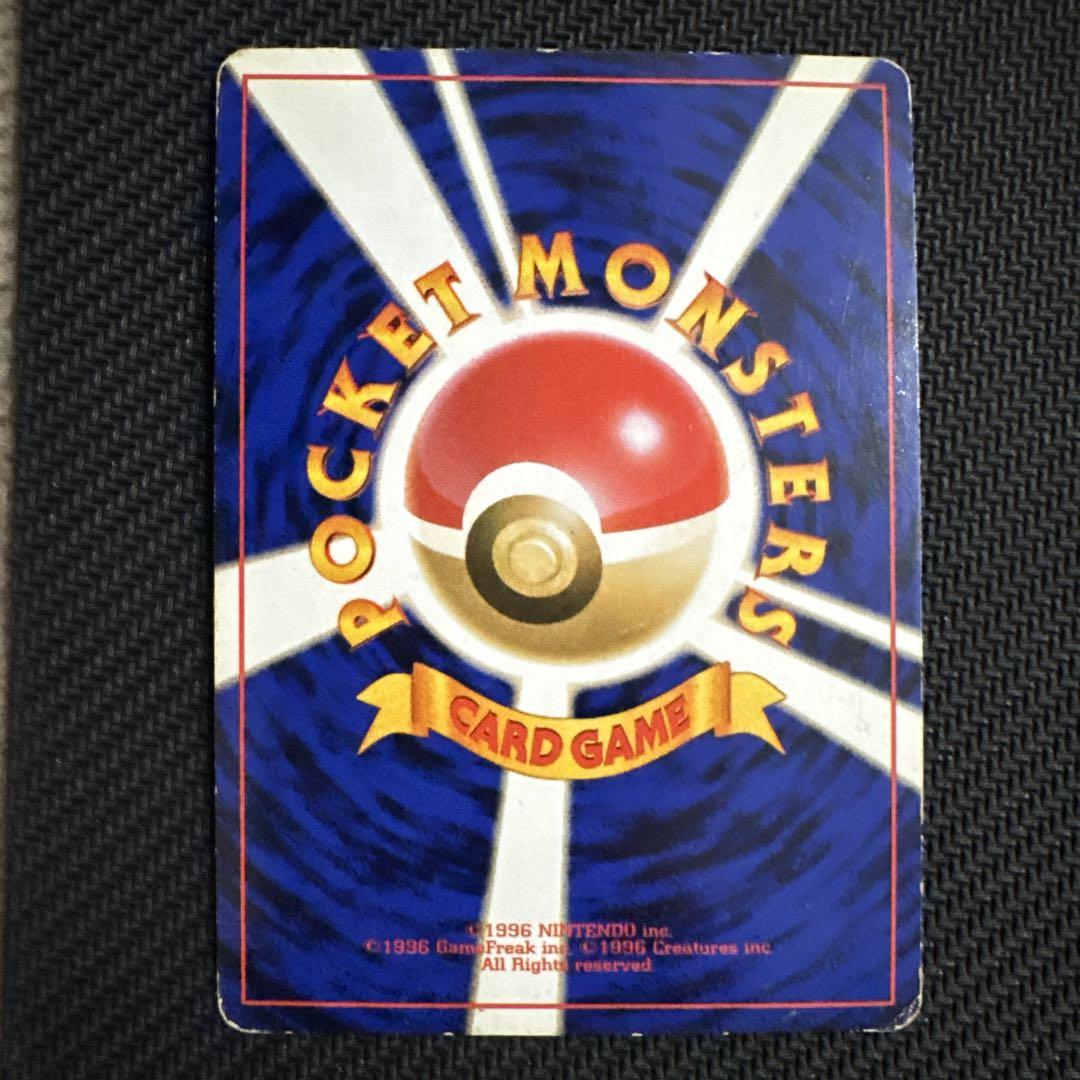 POCKET MONSTERS
CARD GAME
©1996 NINTENDO inc.
©1996 GameFreak inc. ©1996 Creatures inc.
All Rights reserved.